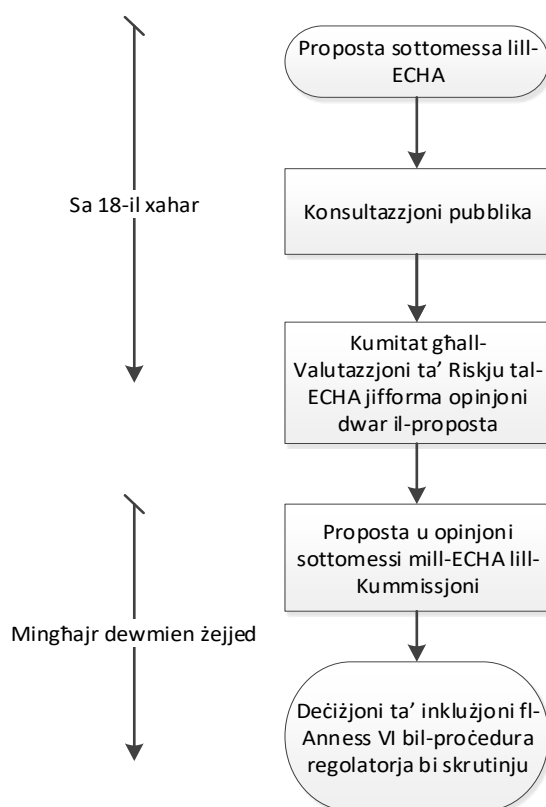 Proposta sottomessa lill-
ECHA
Sa 18-il xahar
Konsultazzjoni pubblika
Kumitat għall-
Valutazzjoni ta’ Riskju tal-
ECHA jifforma opinjoni
dwar il-proposta
Proposta u opinjoni
sottomessi mill-ECHA lill-
Kummissjoni
Mingħajr dewmien żejjed
Deċiżjoni ta’ inklużjoni fl-
Anness VI bil-proċedura
regolatorja bi skrutinju